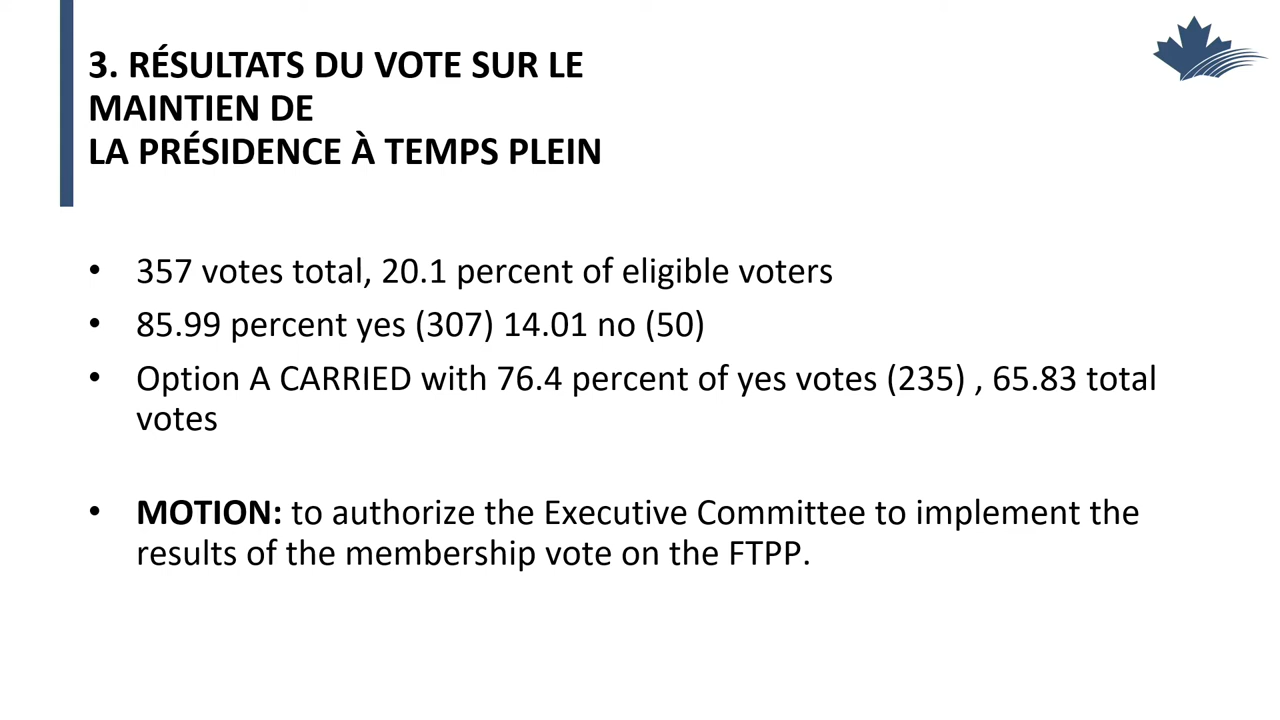 3. RÉSULTATS DU VOTE SUR LE
MAINTIEN DE
LA PRÉSIDENCE À TEMPS PLEIN
• 357 votes total, 20.1 percent of eligible voters
• 85.99 percent yes (307) 14.01 no (50)
• Option A CARRIED with 76.4 percent of yes votes (235) , 65.83 total
votes
• MOTION: to authorize the Executive Committee to implement the
results of the membership vote on the FTPP.